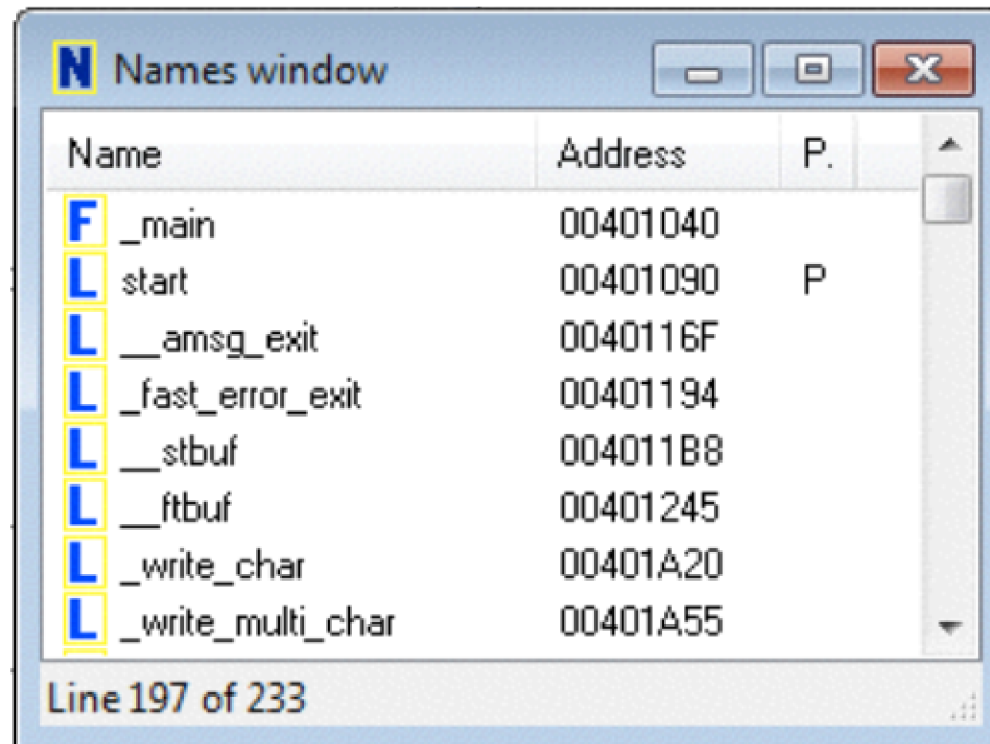 N Names window
Name Address P.
F _main 00401040
L start 00401090 P
L __amsg_exit 0040116F
L _fast_error_exit 00401194
L __stbuf 004011B8
L __ftbuf 00401245
L _write_char 00401A20
L _write_multi_char 00401A55
Line 197 of 233